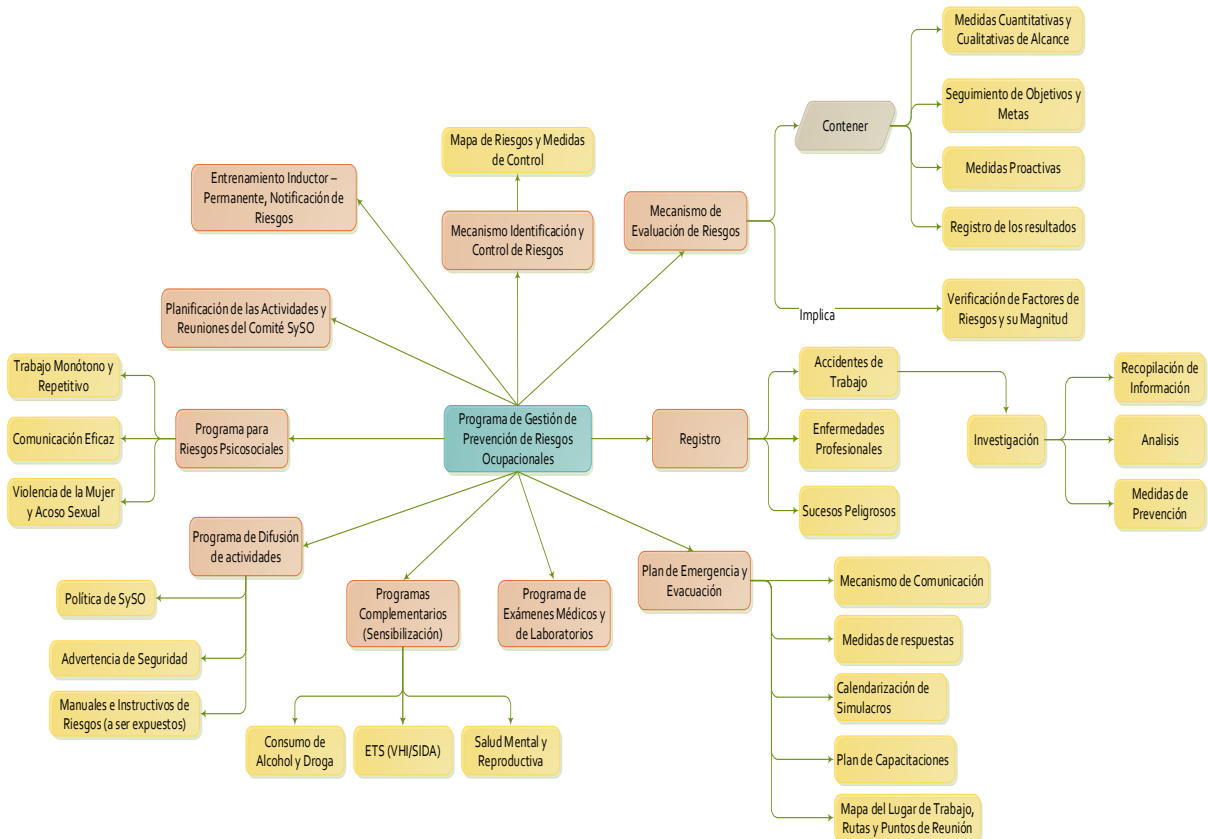 Medidas Cuantitativas y
Cualitativas de Alcance
Seguimiento de Objetivos y
Metas
Contener
Medidas Proactivas
Registro de los resultados
Mapa de Riesgos y Medidas
de Control
Entrenamiento Inductor –
Permanente, Notificación de
Riesgos
Mecanismo Identificación y
Control de Riesgos
Mecanismo de
Evaluación de Riesgos
Implica
Verificación de Factores de
Riesgos y su Magnitud
Planificación de las Actividades y
Reuniones del Comité SySO
Trabajo Monótono y
Repetitivo
Comunicación Eficaz
Violencia de la Mujer
y Acoso Sexual
Programa para
Riesgos Psicosociales
Programa de Gestión de
Prevención de Riesgos
Ocupacionales
Registro
Accidentes de
Trabajo
Enfermedades
Profesionales
Sucesos Peligrosos
Investigación
Recopilación de
Información
Analisis
Medidas de
Prevención
Programa de Difusión
de actividades
Política de SySO
Advertencia de Seguridad
Manuales e Instructivos de
Riesgos (a ser expuestos)
Programas
Complementarios
(Sensibilización)
Consumo de
Alcohol y Droga
ETS (VHI/SIDA)
Salud Mental y
Reproductiva
Programa de
Exámenes Médicos y
de Laboratorios
Plan de Emergencia y
Evacuación
Mecanismo de Comunicación
Medidas de respuestas
Calendarización de
Simulacros
Plan de Capacitaciones
Mapa del Lugar de Trabajo,
Rutas y Puntos de Reunión